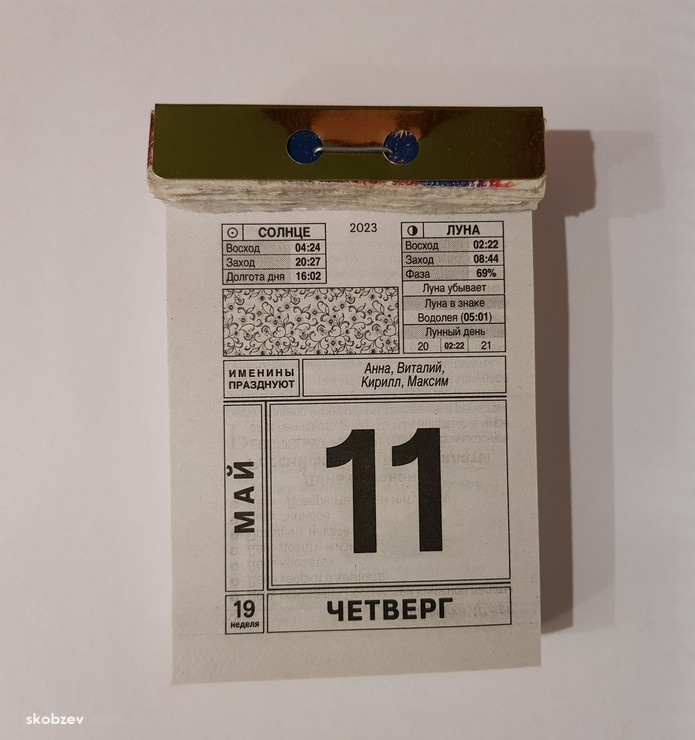 СОЛНЦЕ
Восход 04:24
Заход 20:27
Долгота дня 16:02
2023
ЛУНА
Восход 02:22
Заход 08:44
Фаза 69%
Луна убывает
Луна в знаке
Водолея (05:01)
Лунный день
20 02:22 21
ИМЕНИНЫ
ПРАЗДНУЮТ
Анна, Виталий,
Кирилл, Максим
МАЙ
11
19
неделя
ЧЕТВЕРГ
skobzev